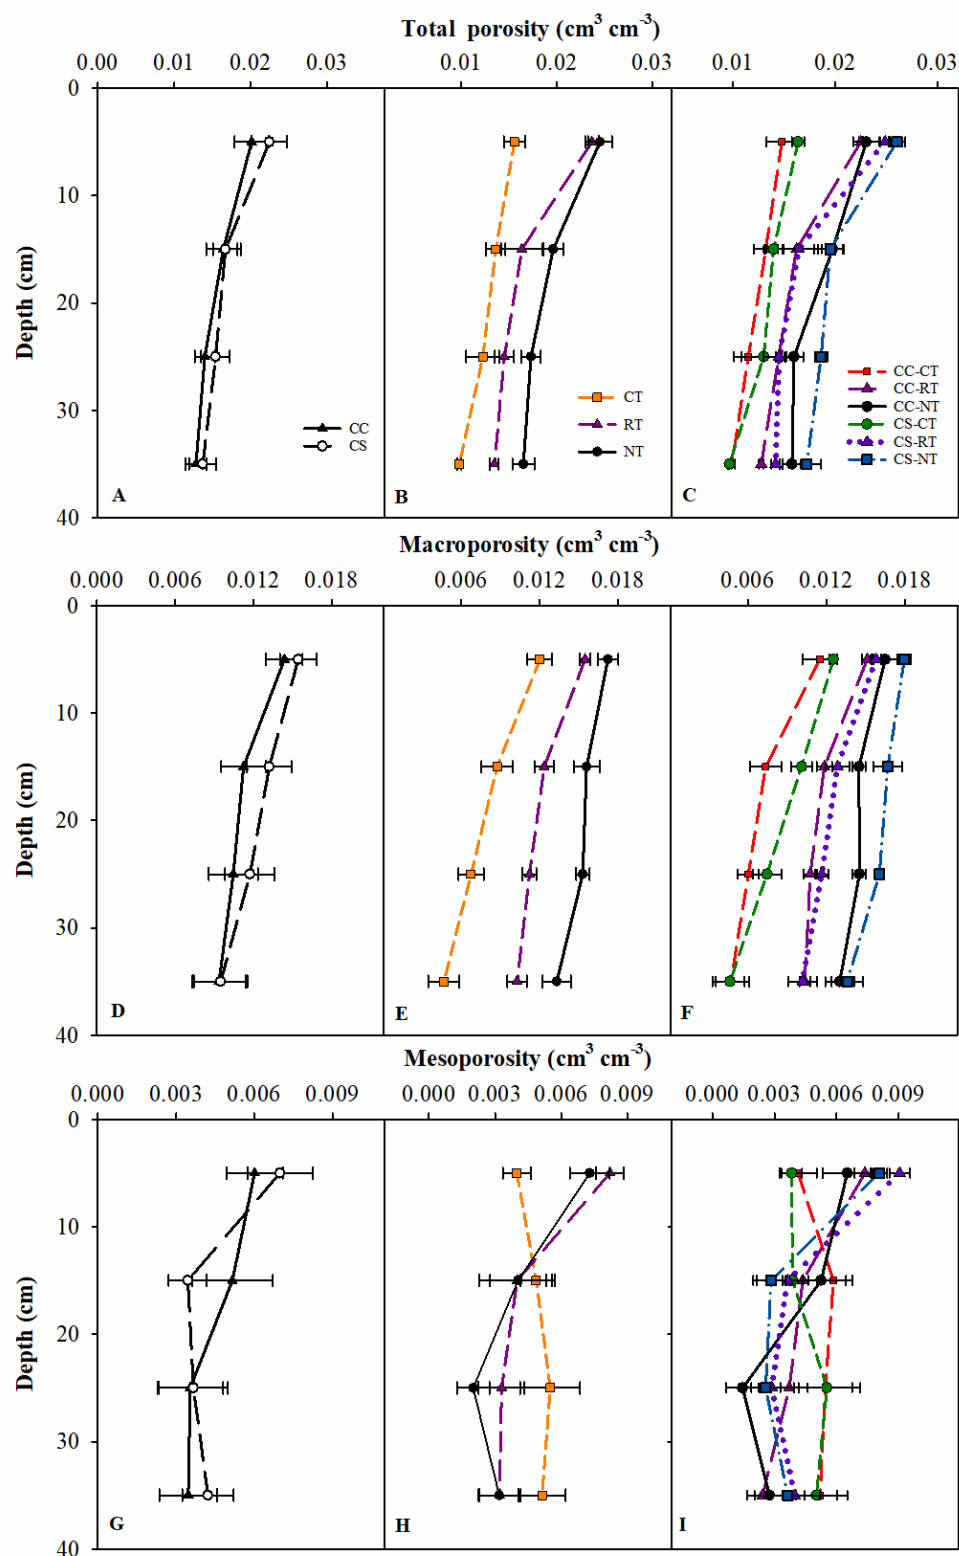 Total porosity (cm³ cm⁻³)
0.00 0.01 0.02 0.03 0.01 0.02 0.03 0.01 0.02 0.03
0
10
20
30
40
Depth (cm)
CC
CS
A
CT
RT
NT
B
CC-CT
CC-RT
CC-NT
CS-CT
CS-RT
CS-NT
C
Macroporosity (cm³ cm⁻³)
0.000 0.006 0.012 0.018 0.006 0.012 0.018 0.006 0.012 0.018
0
10
20
30
40
Depth (cm)
D
E
F
Mesoporosity (cm³ cm⁻³)
0.000 0.003 0.006 0.009 0.000 0.003 0.006 0.009 0.000 0.003 0.006 0.009
0
10
20
30
40
Depth (cm)
G
H
I